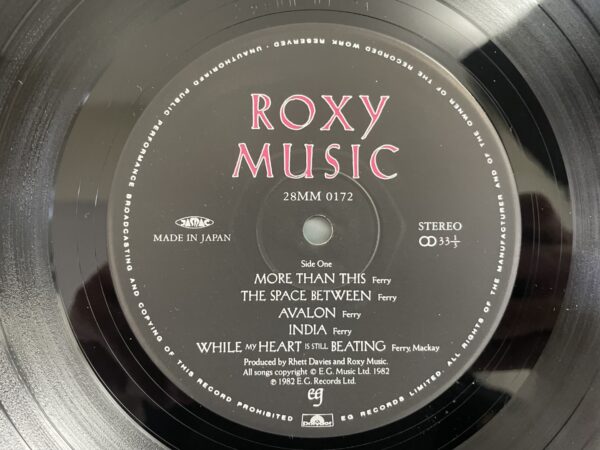 ROXY
MUSIC
28MM 0172
JASRAC
MADE IN JAPAN
STEREO
33 1/3
Side One
MORE THAN THIS Ferry
THE SPACE BETWEEN Ferry
AVALON Ferry
INDIA Ferry
WHILE MY HEART IS STILL BEATING Ferry, Mackay
Produced by Rhett Davies and Roxy Music.
All songs copyright © E.G. Music Ltd. 1982
℗ 1982 E.G. Records Ltd.
eg
Polydor
EG RECORDS LIMITED. ALL RIGHTS OF THE MANUFACTURER AND OF THE OWNER OF THE RECORDED WORK RESERVED · UNAUTHORISED PUBLIC PERFORMANCE BROADCASTING AND COPYING OF THIS RECORD PROHIBITED